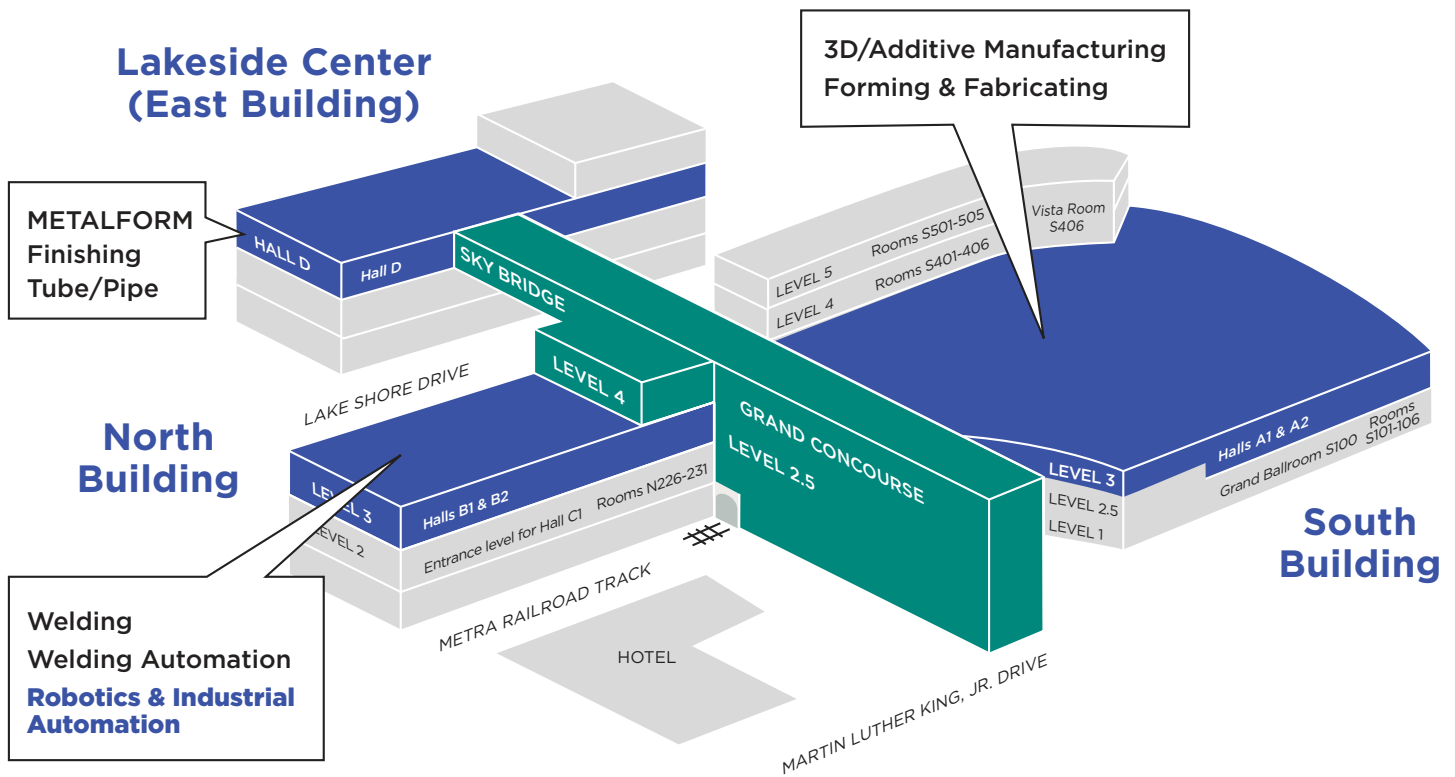 Lakeside Center
(East Building)
3D/Additive Manufacturing
Forming & Fabricating
METALFORM
Finishing
Tube/Pipe
HALL D
Hall D
SKY BRIDGE
LEVEL 5
Rooms S501-505
LEVEL 4
Rooms S401-406
Vista Room
S406
LAKE SHORE DRIVE
LEVEL 4
GRAND CONCOURSE
LEVEL 2.5
North
Building
LEVEL 3
Halls B1 & B2
LEVEL 2
Entrance level for Hall C1
Rooms N226-231
LEVEL 3
Halls A1 & A2
LEVEL 2.5
Grand Ballroom S100
Rooms
S101-106
LEVEL 1
South
Building
METRA RAILROAD TRACK
HOTEL
MARTIN LUTHER KING, JR. DRIVE
Welding
Welding Automation
Robotics & Industrial
Automation